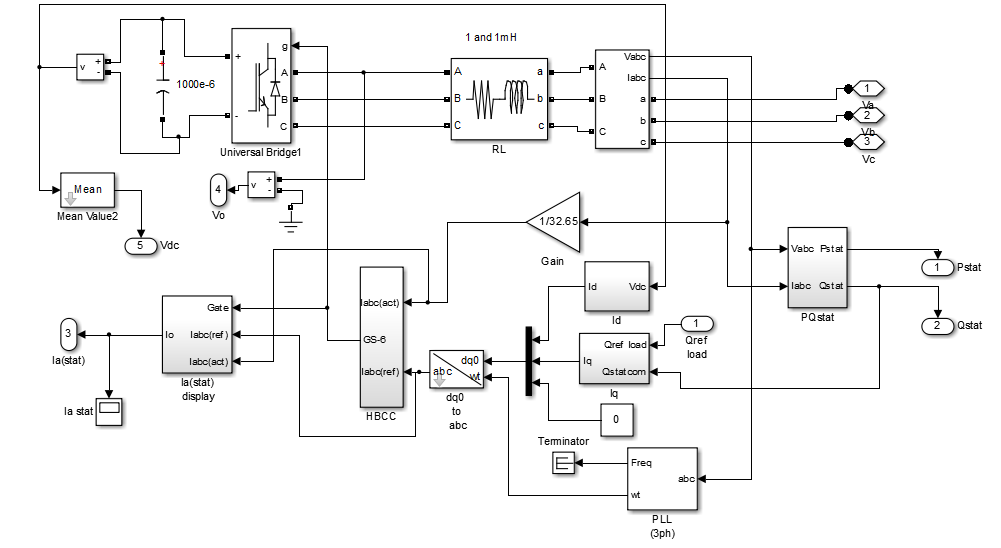 1 and 1mH
v
+
-
+
1000e-6
+
-
g
A
B
C
Universal Bridge1
A
B
C
a
b
c
RL
A
B
C
Vabc
Iabc
a
b
c
1
Va
2
Vb
3
Vc
Mean
Mean Value2
5
Vdc
4
Vo
v
+
-
1/32.65
Gain
Vabc
Iabc
Pstat
Qstat
PQstat
1
Pstat
2
Qstat
Id
Vdc
Id
1
Qref
load
Iq
Qref load
Qstatcom
Iq
0
3
Ia(stat)
Io
Gate
Iabc(ref)
Iabc(act)
Ia(stat)
display
Ia stat
Iabc(act)
GS-6
Iabc(ref)
HBCC
dq0
abc
wt
dq0
to
abc
Terminator
Freq
wt
abc
PLL
(3ph)